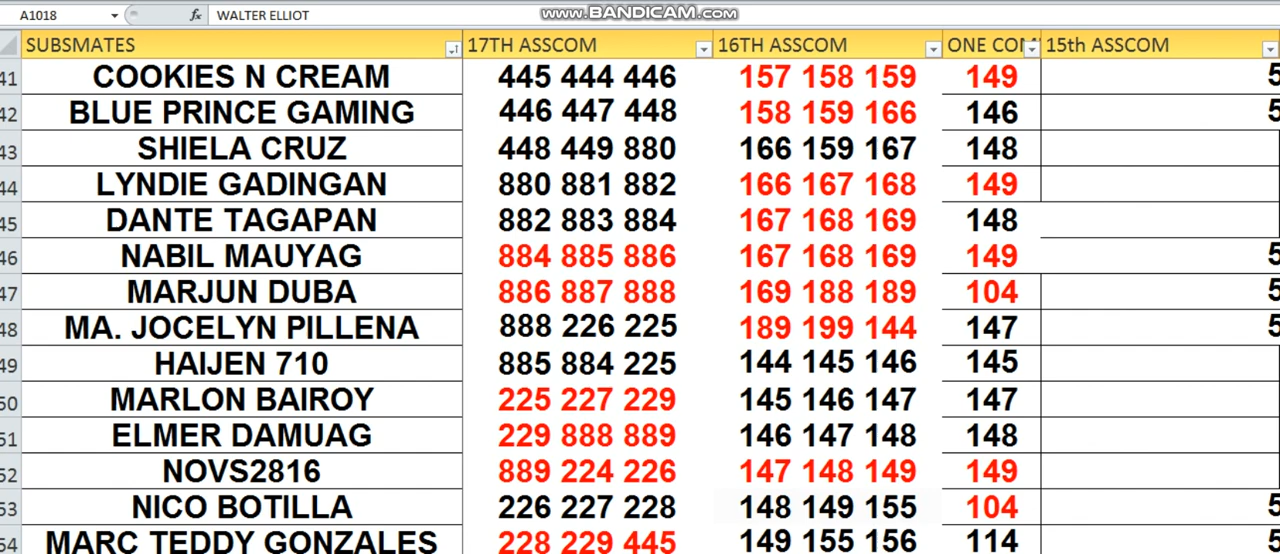 A1018 fx WALTER ELLIOT
www.BANDICAM.com
SUBSMATES 17TH ASSCOM 16TH ASSCOM ONE COM 15th ASSCOM
41 COOKIES N CREAM 445 444 446 157 158 159 149 5
42 BLUE PRINCE GAMING 446 447 448 158 159 166 146 5
43 SHIELA CRUZ 448 449 880 166 159 167 148
44 LYNDIE GADINGAN 880 881 882 166 167 168 149
45 DANTE TAGAPAN 882 883 884 167 168 169 148
46 NABIL MAUYAG 884 885 886 167 168 169 149 5
47 MARJUN DUBA 886 887 888 169 188 189 104 5
48 MA. JOCELYN PILLENA 888 226 225 189 199 144 147 5
49 HAIJEN 710 885 884 225 144 145 146 145
50 MARLON BAIROY 225 227 229 145 146 147 147
51 ELMER DAMUAG 229 888 889 146 147 148 148
52 NOVS2816 889 224 226 147 148 149 149
53 NICO BOTILLA 226 227 228 148 149 155 104 5
54 MARC TEDDY GONZALES 228 229 445 149 155 156 114